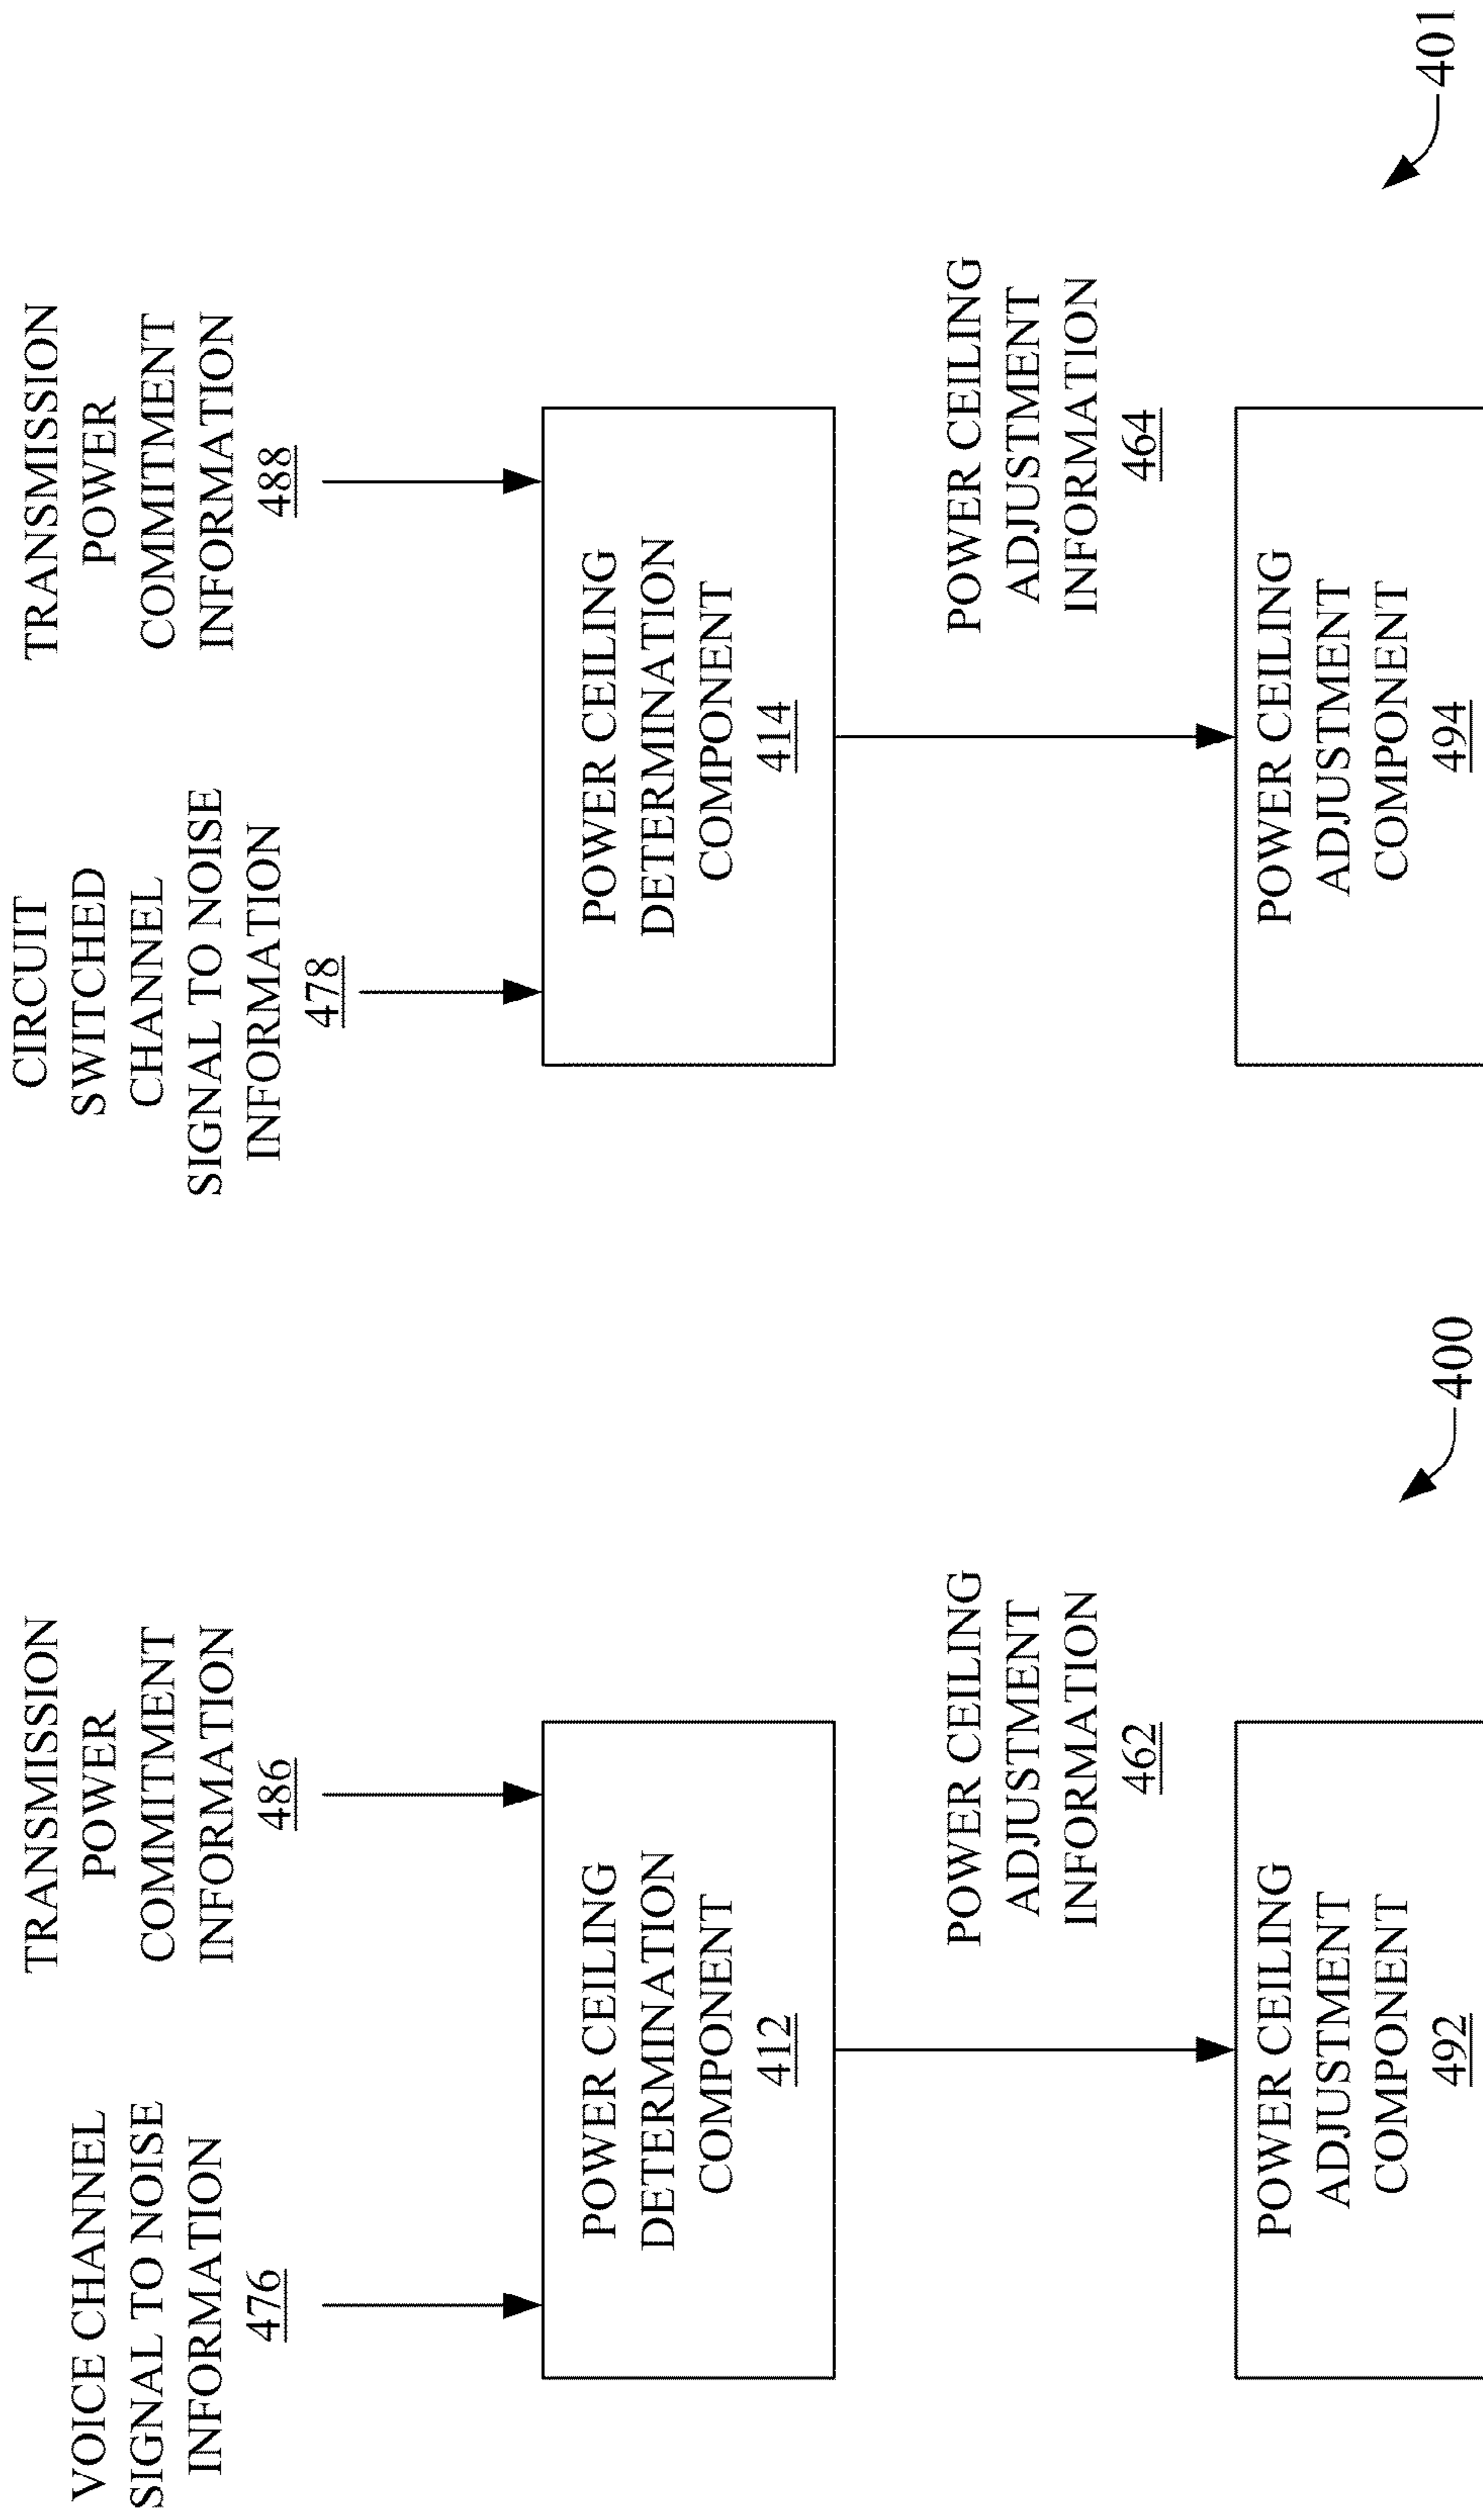 VOICE CHANNEL
SIGNAL TO NOISE
INFORMATION
476
TRANSMISSION
POWER
COMMITMENT
INFORMATION
486
POWER CEILING
DETERMINATION
COMPONENT
412
POWER CEILING
ADJUSTMENT
INFORMATION
462
POWER CEILING
ADJUSTMENT
COMPONENT
492
400
CIRCUIT
SWITCHED
CHANNEL
SIGNAL TO NOISE
INFORMATION
478
TRANSMISSION
POWER
COMMITMENT
INFORMATION
488
POWER CEILING
DETERMINATION
COMPONENT
414
POWER CEILING
ADJUSTMENT
INFORMATION
464
POWER CEILING
ADJUSTMENT
COMPONENT
494
401